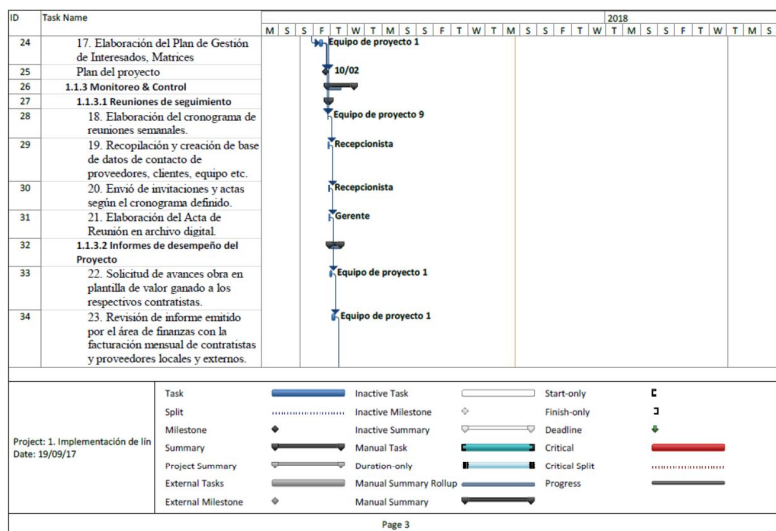 ID Task Name 2018
M S S F T W T M S S F T W T M S S F T W T M S
24 17. Elaboración del Plan de Gestión Equipo de proyecto 1
de Interesados, Matrices
25 Plan del proyecto 10/02
26 1.1.3 Monitoreo & Control
27 1.1.3.1 Reuniones de seguimiento
28 18. Elaboración del cronograma de Equipo de proyecto 9
reuniones semanales.
29 19. Recopilación y creación de base Recepcionista
de datos de contacto de
proveedores, clientes, equipo etc.
30 20. Envió de invitaciones y actas Recepcionista
según el cronograma definido.
31 21. Elaboración del Acta de Gerente
Reunión en archivo digital.
32 1.1.3.2 Informes de desempeño del
Proyecto
33 22. Solicitud de avances obra en Equipo de proyecto 1
plantilla de valor ganado a los
respectivos contratistas.
34 23. Revisión de informe emitido Equipo de proyecto 1
por el área de finanzas con la
facturación mensual de contratistas
y proveedores locales y externos.
Project: 1. Implementación de lín
Date: 19/09/17
Task Inactive Task Start-only
Split Inactive Milestone Finish-only
Milestone Inactive Summary Deadline
Summary Manual Task Critical
Project Summary Duration-only Critical Split
External Tasks Manual Summary Rollup Progress
External Milestone Manual Summary
Page 3